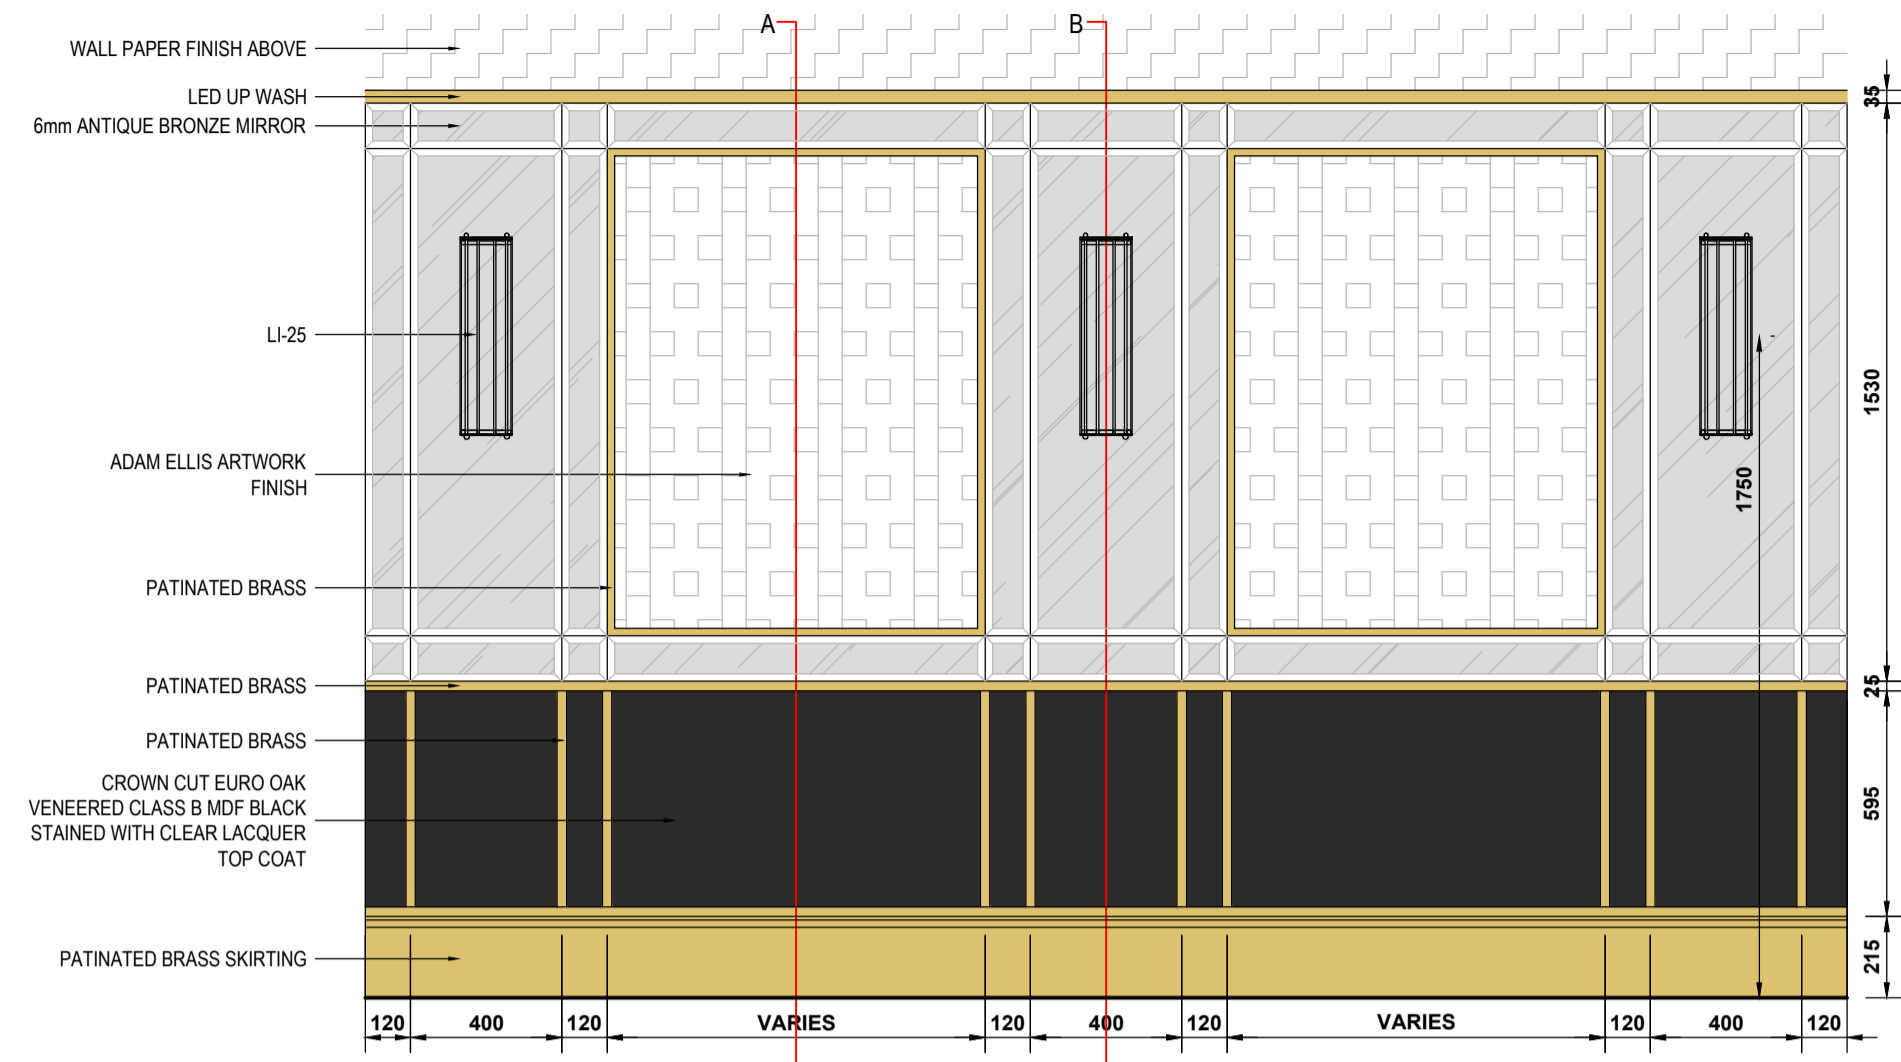 A
B
WALL PAPER FINISH ABOVE
LED UP WASH
35
6mm ANTIQUE BRONZE MIRROR
LI-25
1530
ADAM ELLIS ARTWORK
FINISH
1750
PATINATED BRASS
PATINATED BRASS
25
PATINATED BRASS
CROWN CUT EURO OAK
VENEERED CLASS B MDF BLACK
STAINED WITH CLEAR LACQUER
TOP COAT
595
PATINATED BRASS SKIRTING
215
120 400 120 VARIES 120 400 120 VARIES 120 400 120